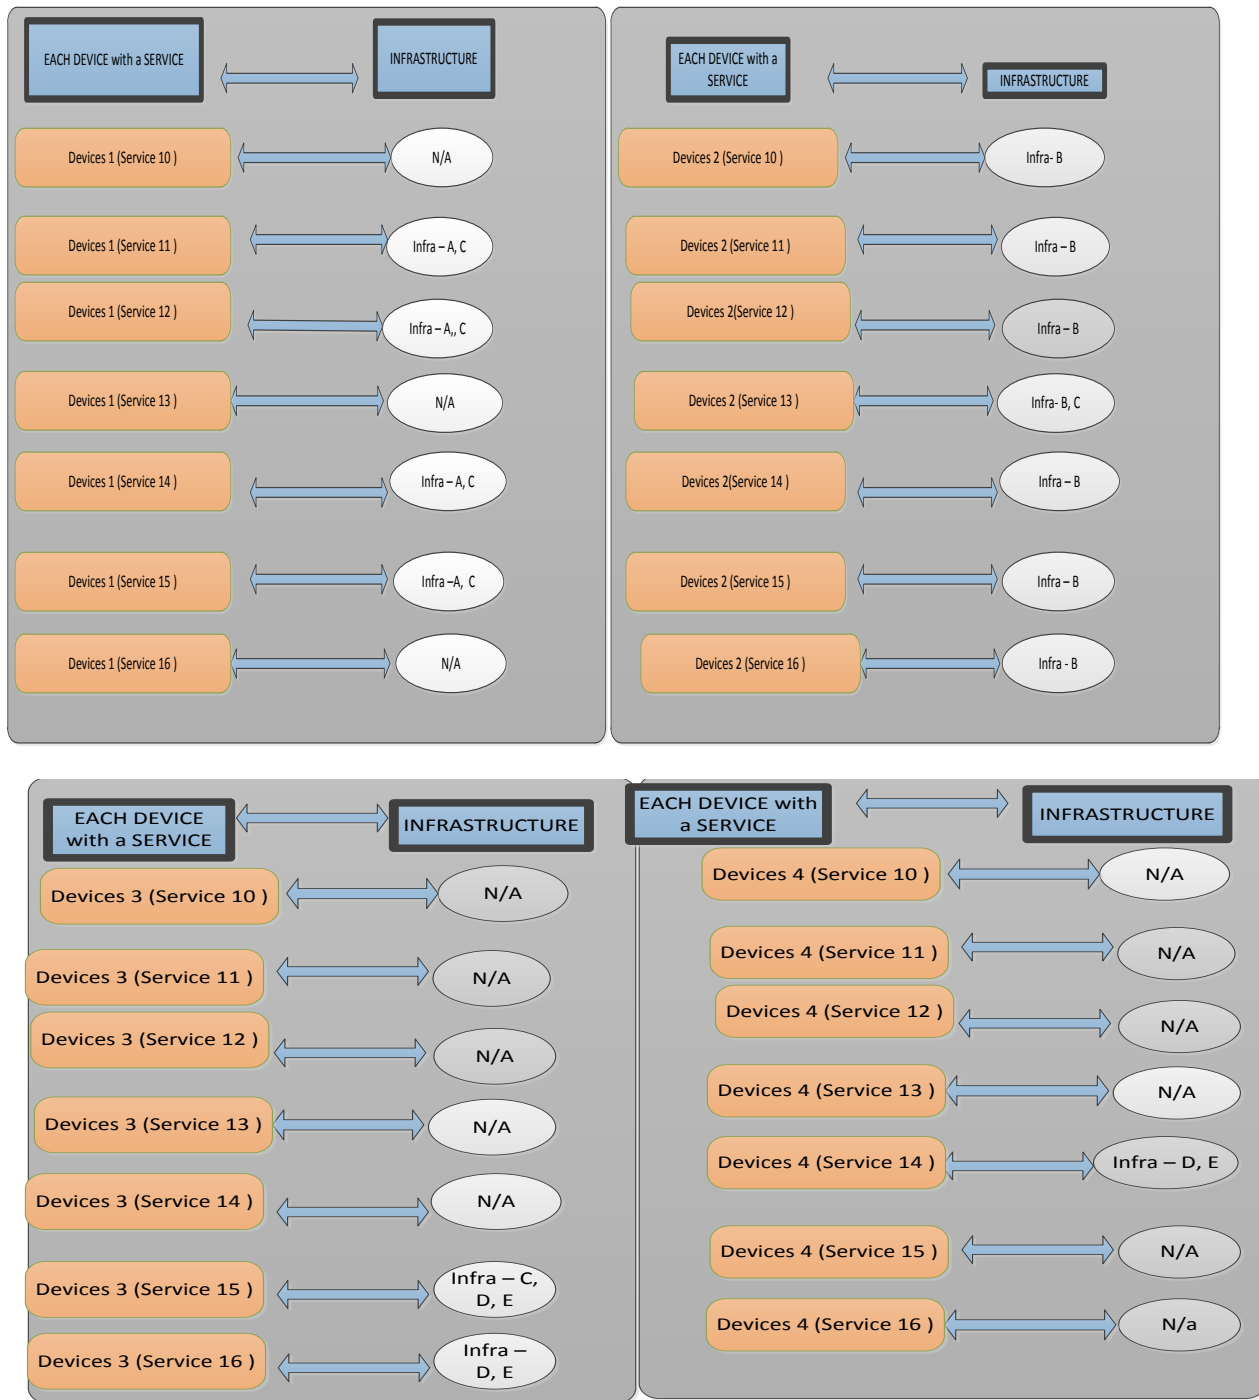 EACH DEVICE with a SERVICE
INFRASTRUCTURE
Devices 1 (Service 10 )
N/A
Devices 1 (Service 11 )
Infra – A, C
Devices 1 (Service 12 )
Infra – A,, C
Devices 1 (Service 13 )
N/A
Devices 1 (Service 14 )
Infra – A, C
Devices 1 (Service 15 )
Infra –A, C
Devices 1 (Service 16 )
N/A
EACH DEVICE with a
SERVICE
INFRASTRUCTURE
Devices 2 (Service 10 )
Infra- B
Devices 2 (Service 11 )
Infra – B
Devices 2(Service 12 )
Infra – B
Devices 2 (Service 13 )
Infra- B, C
Devices 2(Service 14 )
Infra – B
Devices 2 (Service 15 )
Infra – B
Devices 2 (Service 16 )
Infra - B
EACH DEVICE
with a SERVICE
INFRASTRUCTURE
Devices 3 (Service 10 )
N/A
Devices 3 (Service 11 )
N/A
Devices 3 (Service 12 )
N/A
Devices 3 (Service 13 )
N/A
Devices 3 (Service 14 )
N/A
Devices 3 (Service 15 )
Infra – C,
D, E
Devices 3 (Service 16 )
Infra –
D, E
EACH DEVICE with
a SERVICE
INFRASTRUCTURE
Devices 4 (Service 10 )
N/A
Devices 4 (Service 11 )
N/A
Devices 4 (Service 12 )
N/A
Devices 4 (Service 13 )
N/A
Devices 4 (Service 14 )
Infra – D, E
Devices 4 (Service 15 )
N/A
Devices 4 (Service 16 )
N/a